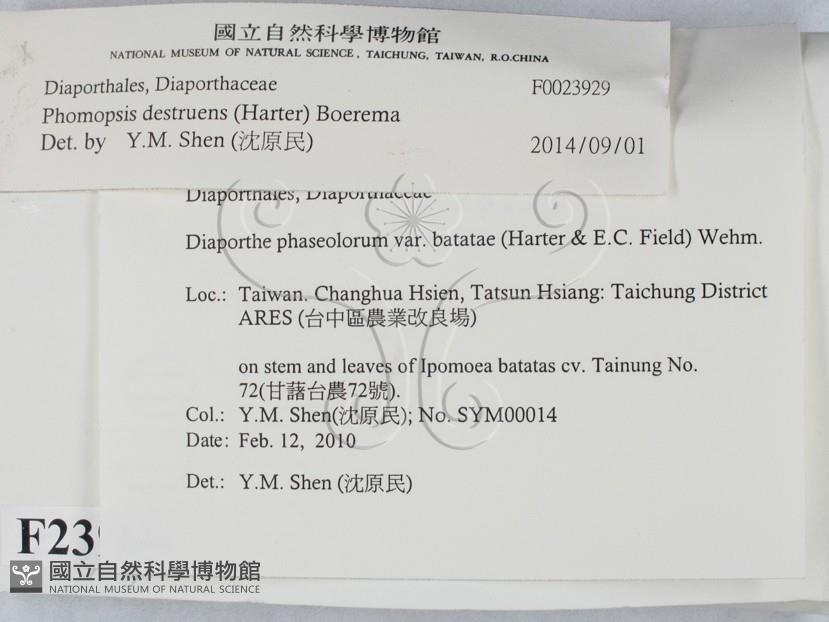 國立自然科學博物館
NATIONAL MUSEUM OF NATURAL SCIENCE, TAICHUNG, TAIWAN, R.O.CHINA
Diaporthales, Diaporthaceae F0023929
Phomopsis destruens (Harter) Boerema
Det. by Y.M. Shen (沈原民) 2014/09/01
Diaporthales, Diaporthaceae
Diaporthe phaseolorum var. batatae (Harter & E.C. Field) Wehm.
Loc.: Taiwan. Changhua Hsien, Tatsun Hsiang: Taichung District
ARES (台中區農業改良場)
on stem and leaves of Ipomoea batatas cv. Tainung No.
72(甘藷台農72號).
Col.: Y.M. Shen(沈原民); No. SYM00014
Date: Feb. 12, 2010
Det.: Y.M. Shen (沈原民)
F23
國立自然科學博物館
NATIONAL MUSEUM OF NATURAL SCIENCE